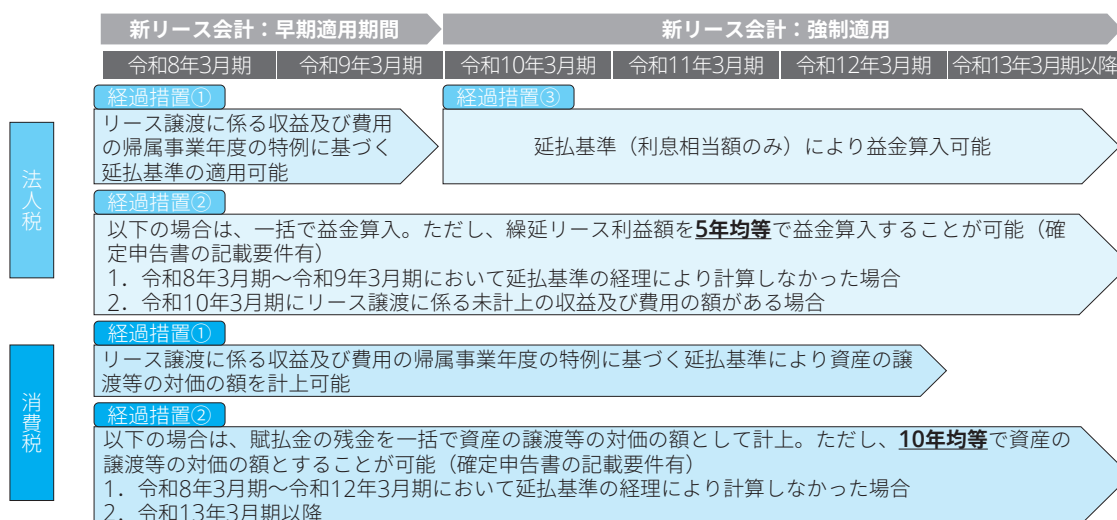 新リース会計：早期適用期間
新リース会計：強制適用
令和8年3月期
令和9年3月期
令和10年3月期
令和11年3月期
令和12年3月期
令和13年3月期以降
法人税
経過措置①
リース譲渡に係る収益及び費用
の帰属事業年度の特例に基づく
延払基準の適用可能
経過措置③
延払基準（利息相当額のみ）により益金算入可能
経過措置②
以下の場合は、一括で益金算入。ただし、繰延リース利益額を5年均等で益金算入することが可能（確
定申告書の記載要件有）
1．令和8年3月期～令和9年3月期において延払基準の経理により計算しなかった場合
2．令和10年3月期にリース譲渡に係る未計上の収益及び費用の額がある場合
消費税
経過措置①
リース譲渡に係る収益及び費用の帰属事業年度の特例に基づく延払基準により資産の譲
渡等の対価の額を計上可能
経過措置②
以下の場合は、賦払金の残金を一括で資産の譲渡等の対価の額として計上。ただし、10年均等で資産の
譲渡等の対価の額とすることが可能（確定申告書の記載要件有）
1．令和8年3月期～令和12年3月期において延払基準の経理により計算しなかった場合
2．令和13年3月期以降